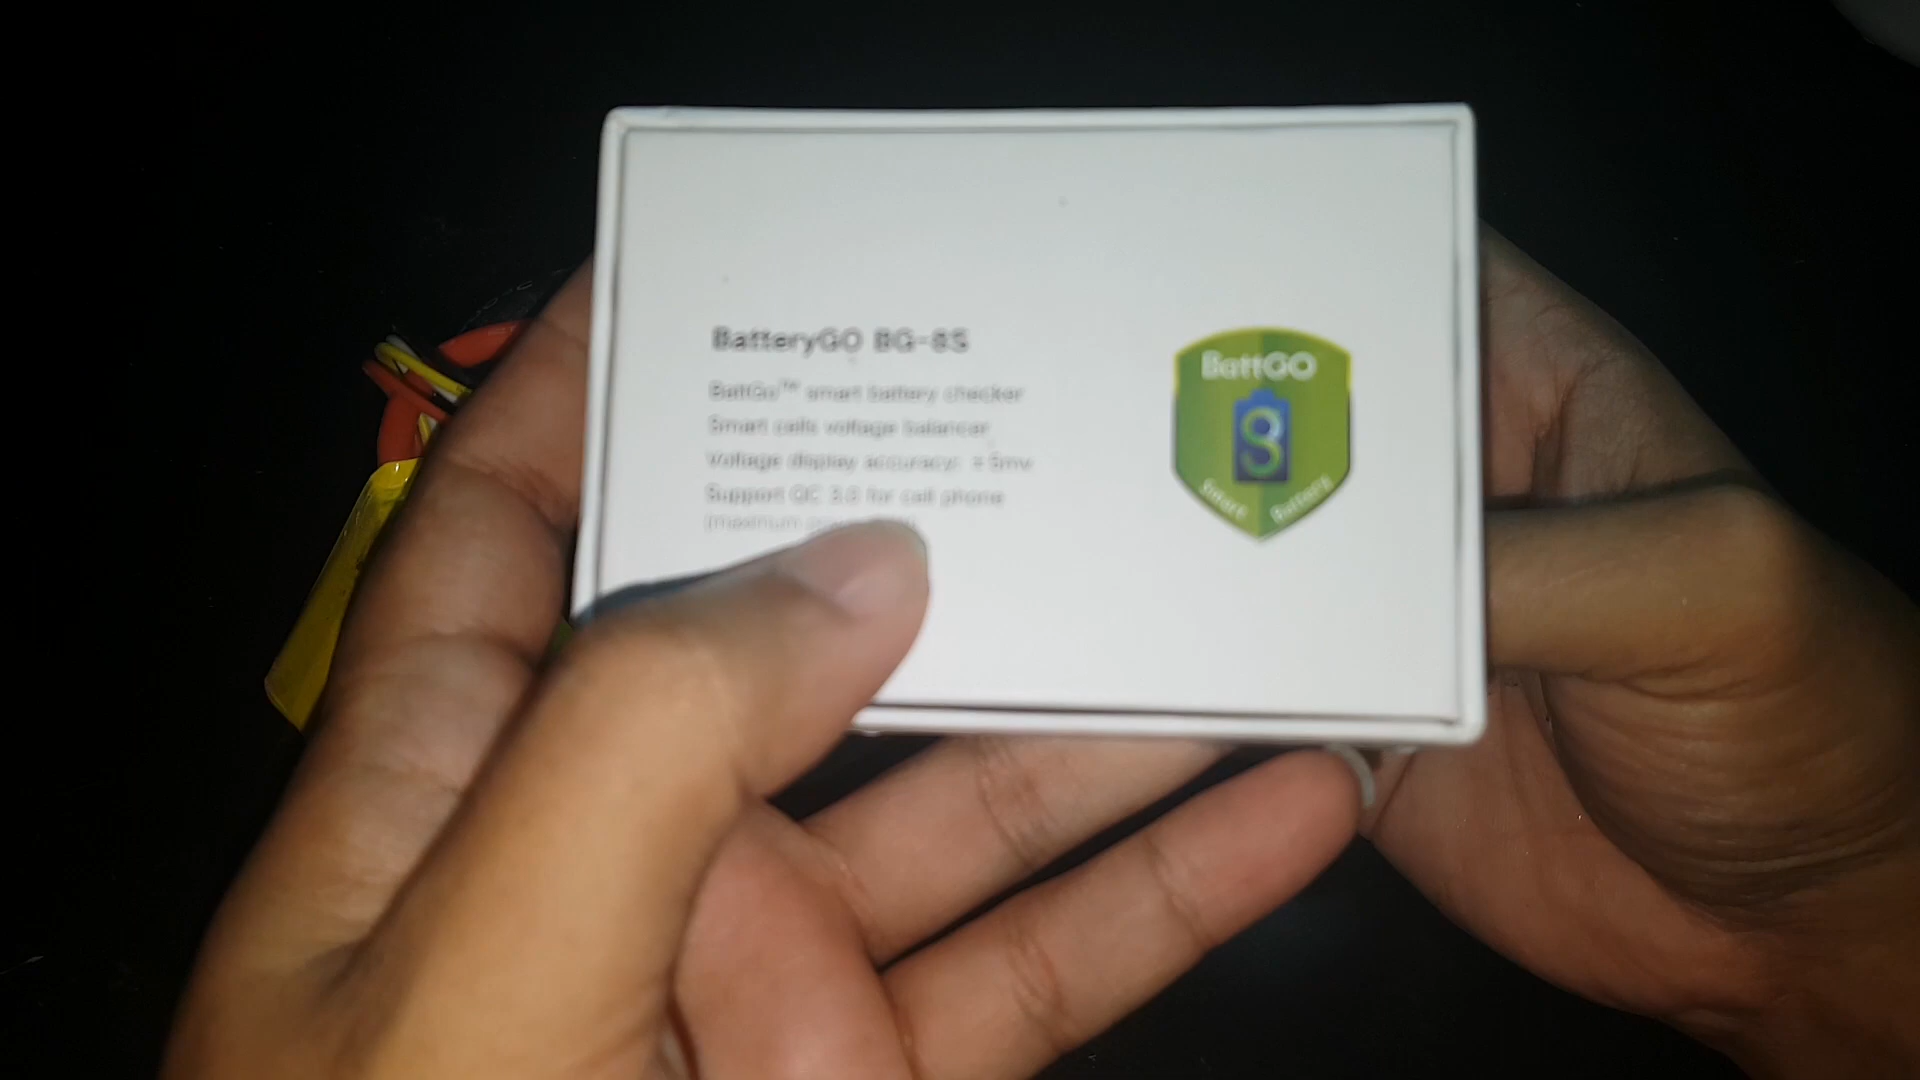 BatteryGO BG-8S
BattGo™ smart battery checker
Smart cells voltage balancer
Voltage display accuracy: ±5mv
Support QC 3.0 for cell phone
(maximum
BattGO
S
Smart Battery